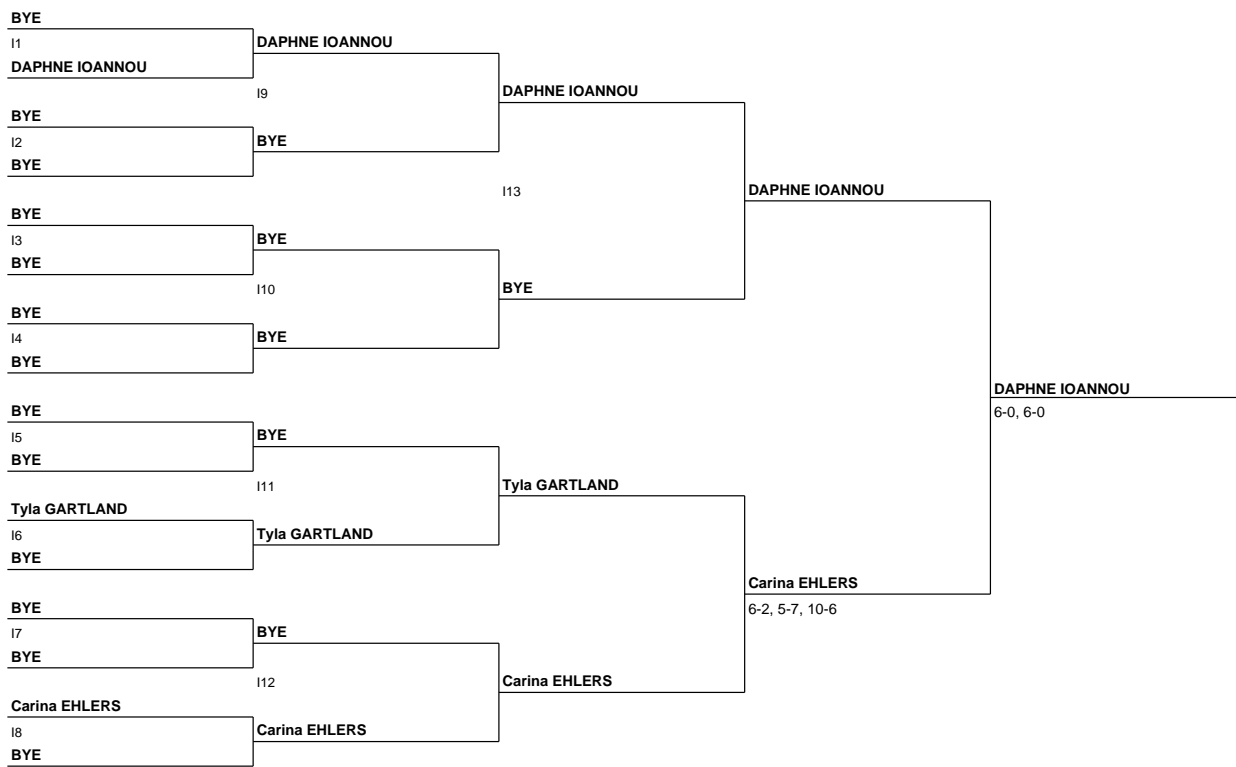 BYE
I1
DAPHNE IOANNOU
BYE
I2
BYE
BYE
I3
BYE
BYE
I4
BYE
BYE
I5
BYE
Tyla GARTLAND
I6
BYE
BYE
I7
BYE
Carina EHLERS
I8
BYE
DAPHNE IOANNOU
I9
BYE
BYE
I10
BYE
BYE
I11
Tyla GARTLAND
BYE
I12
Carina EHLERS
DAPHNE IOANNOU
I13
BYE
Tyla GARTLAND
Carina EHLERS
DAPHNE IOANNOU
Carina EHLERS
6-2, 5-7, 10-6
DAPHNE IOANNOU
6-0, 6-0